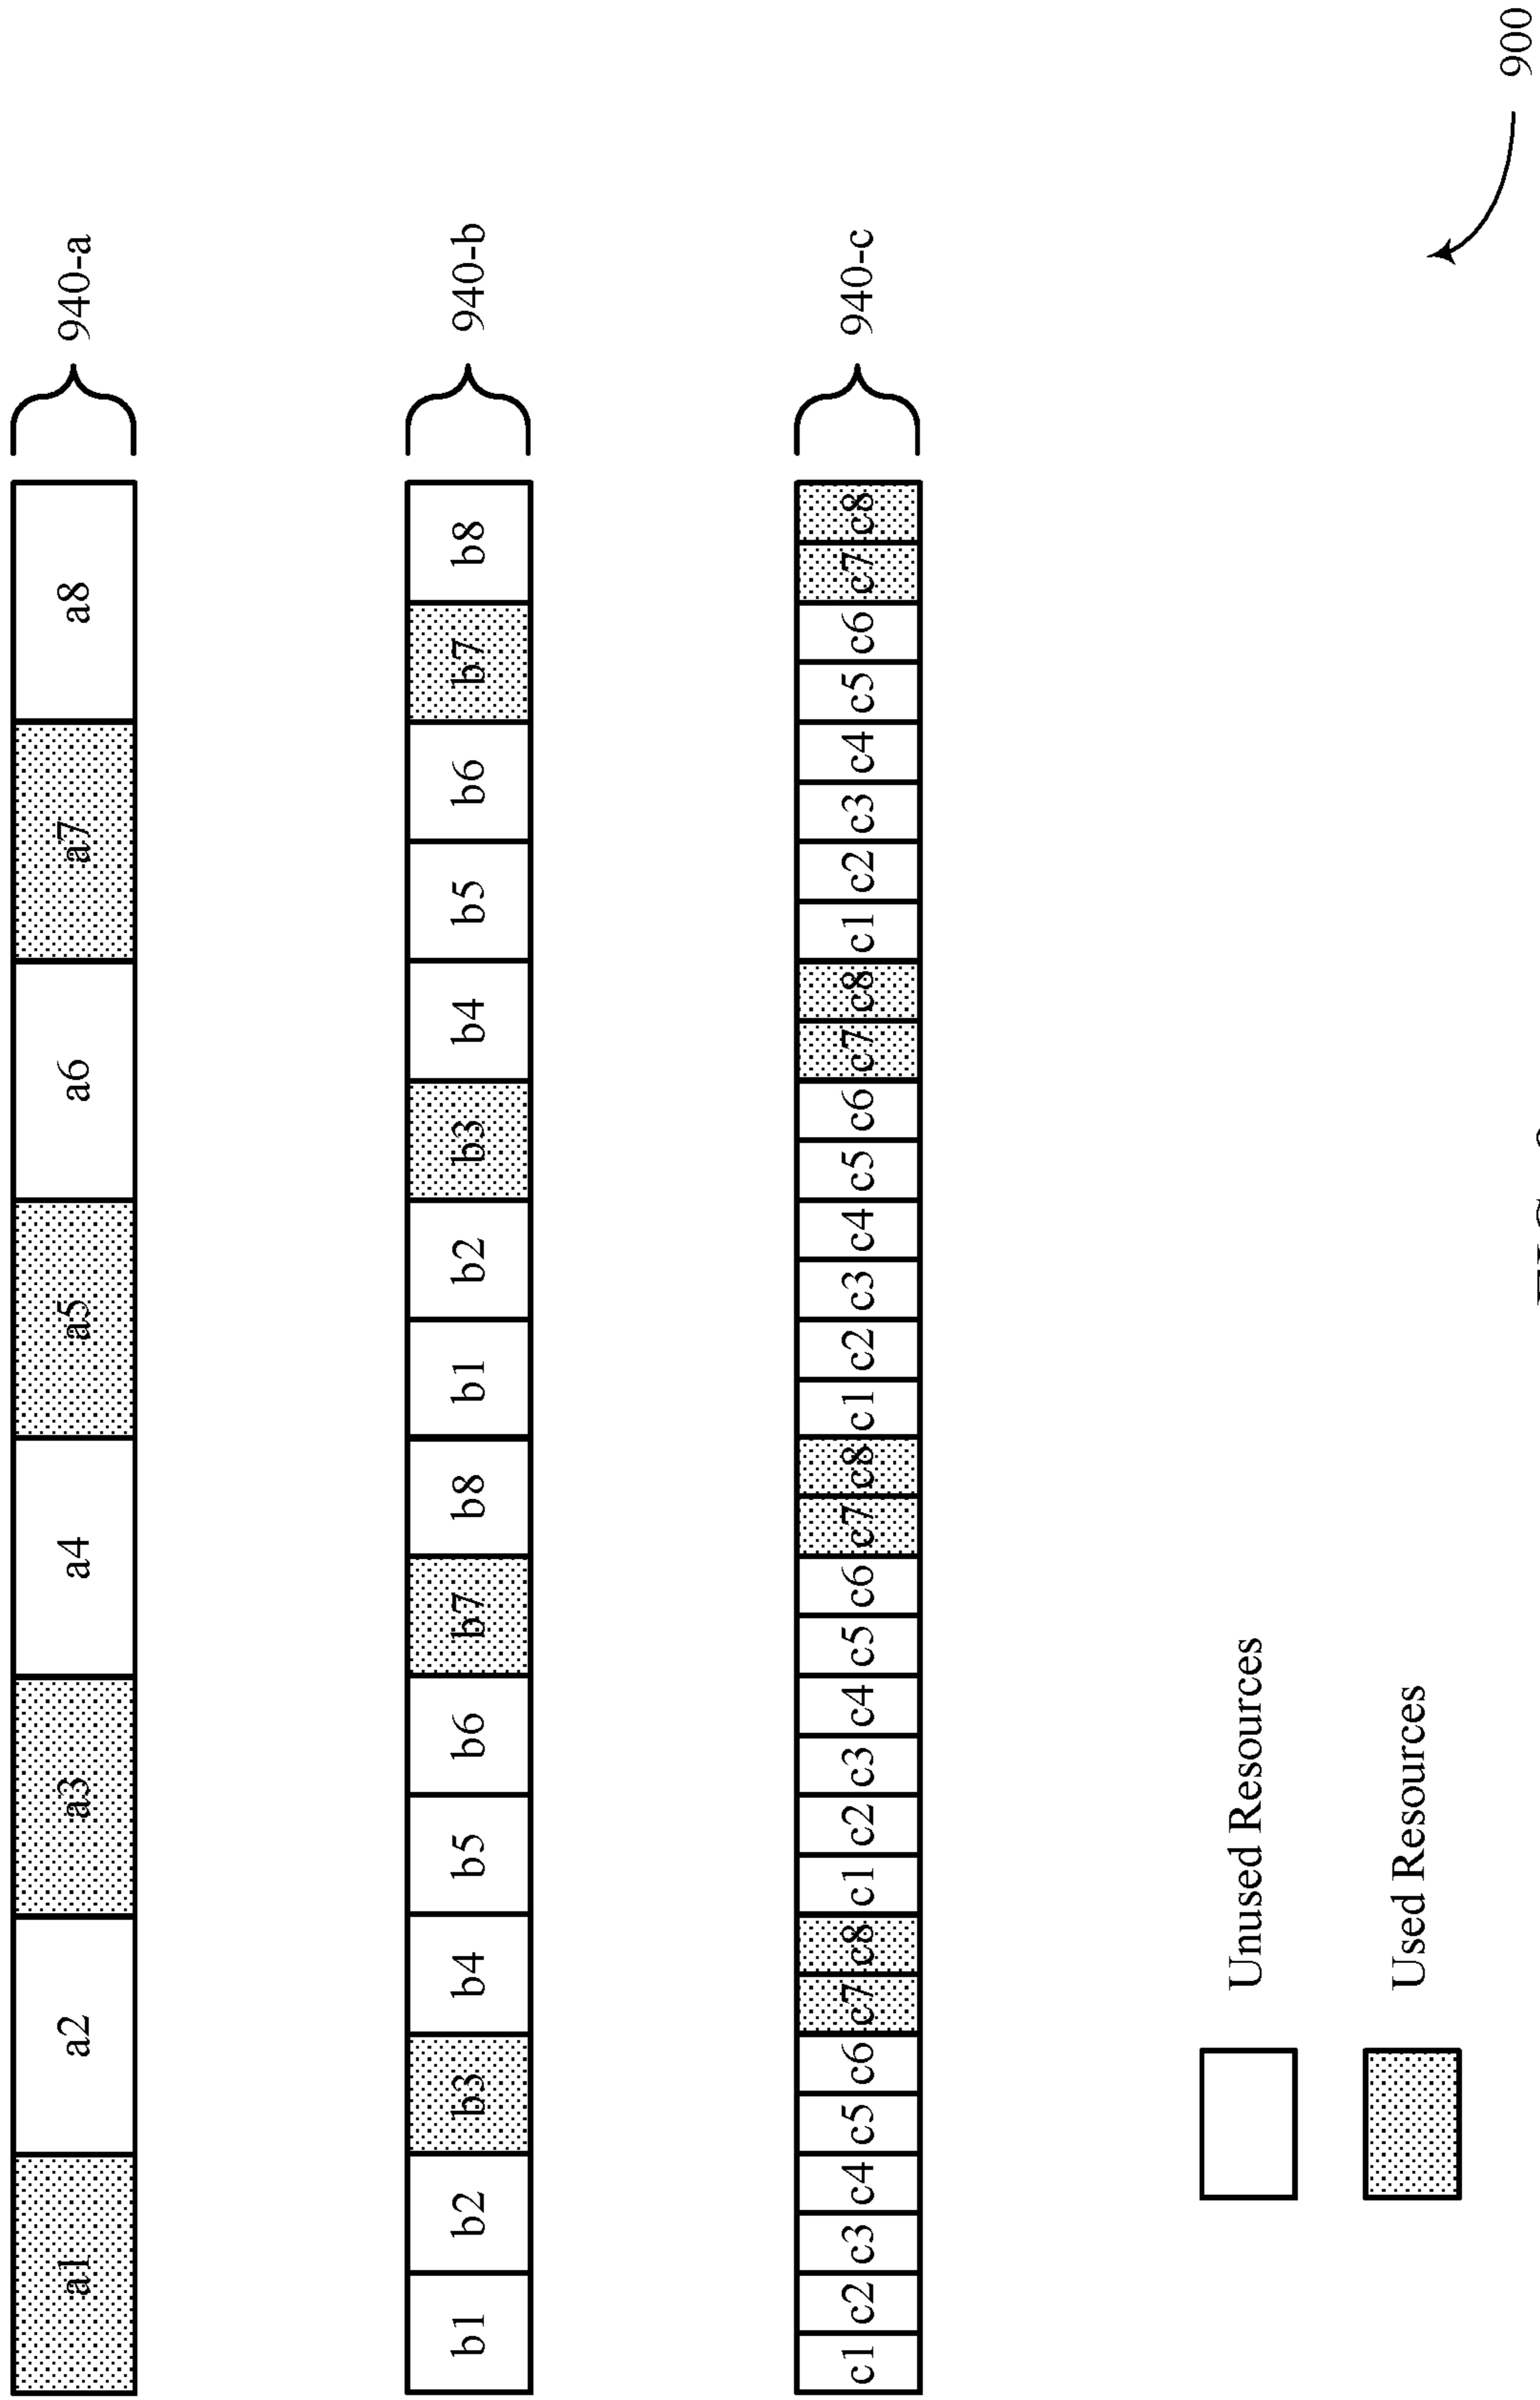 a1 a2 a3 a4 a5 a6 a7 a8 940-a
b1 b2 b3 b4 b5 b6 b7 b8 b1 b2 b3 b4 b5 b6 b7 b8 940-b
c1 c2 c3 c4 c5 c6 c7 c8 c1 c2 c3 c4 c5 c6 c7 c8 c1 c2 c3 c4 c5 c6 c7 c8 c1 c2 c3 c4 c5 c6 c7 c8 940-c
Unused Resources
Used Resources
900